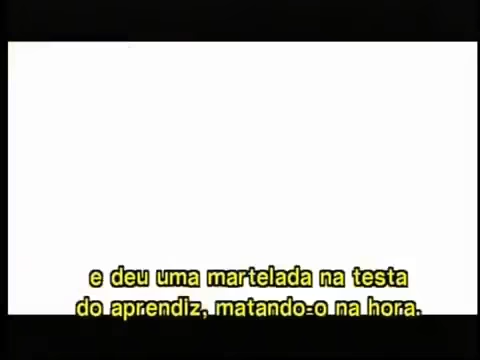 e deu uma martelada na testa
do aprendiz, matando-o na hora.